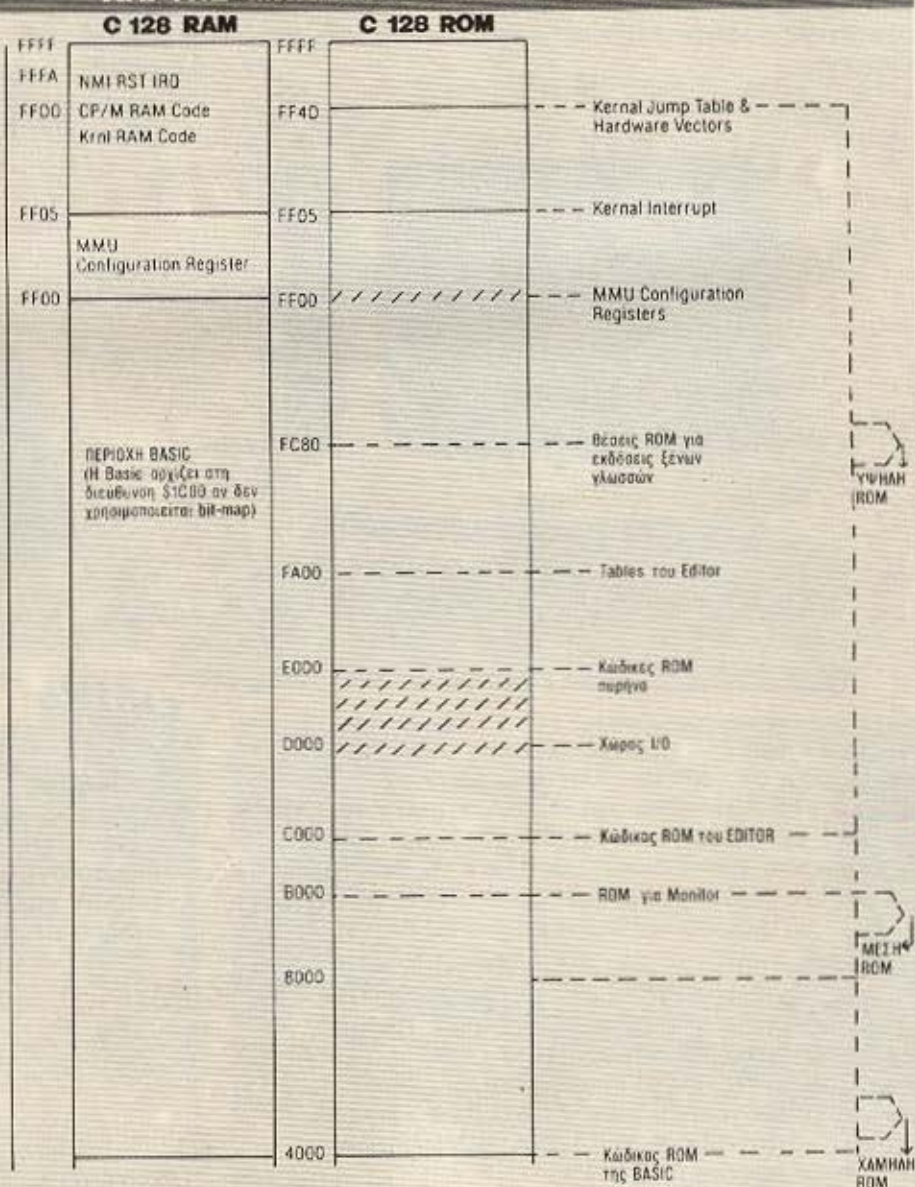 C 128 RAM
C 128 ROM
FFFF
FFFF
FFFA
NMI RST IRQ
FF00
CP/M RAM Code
FF4D
Kernal Jump Table &
Hardware Vectors
Krnl RAM Code
FF05
FF05
Kernal Interrupt
MMU
Configuration Register
FF00
FF00
MMU Configuration
Registers
ΠΕΡΙΟΧΗ BASIC
(Η Basic αρχίζει στη
διεύθυνση $1C00 αν δεν
χρησιμοποιείται bit-map)
FC80
Θέσεις ROM για
εκδόσεις ξένων
γλωσσών
ΥΨΗΛΗ
ROM
FA00
Tables του Editor
E000
Κώδικες ROM
πυρήνα
D000
Χώρος I/O
C000
Κώδικας ROM του EDITOR
B000
ROM για Monitor
ΜΕΣΗ
ROM
8000
4000
Κώδικας ROM
της BASIC
ΧΑΜΗΛΗ
ROM